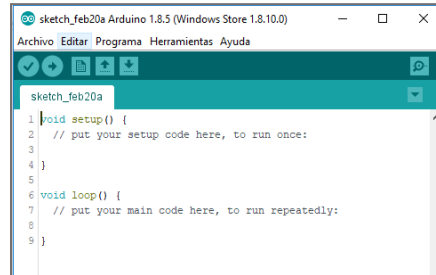 sketch_feb20a Arduino 1.8.5 (Windows Store 1.8.10.0)
Archivo Editar Programa Herramientas Ayuda
sketch_feb20a
1 void setup() {
2 // put your setup code here, to run once:
3
4 }
5
6 void loop() {
7 // put your main code here, to run repeatedly:
8
9 }